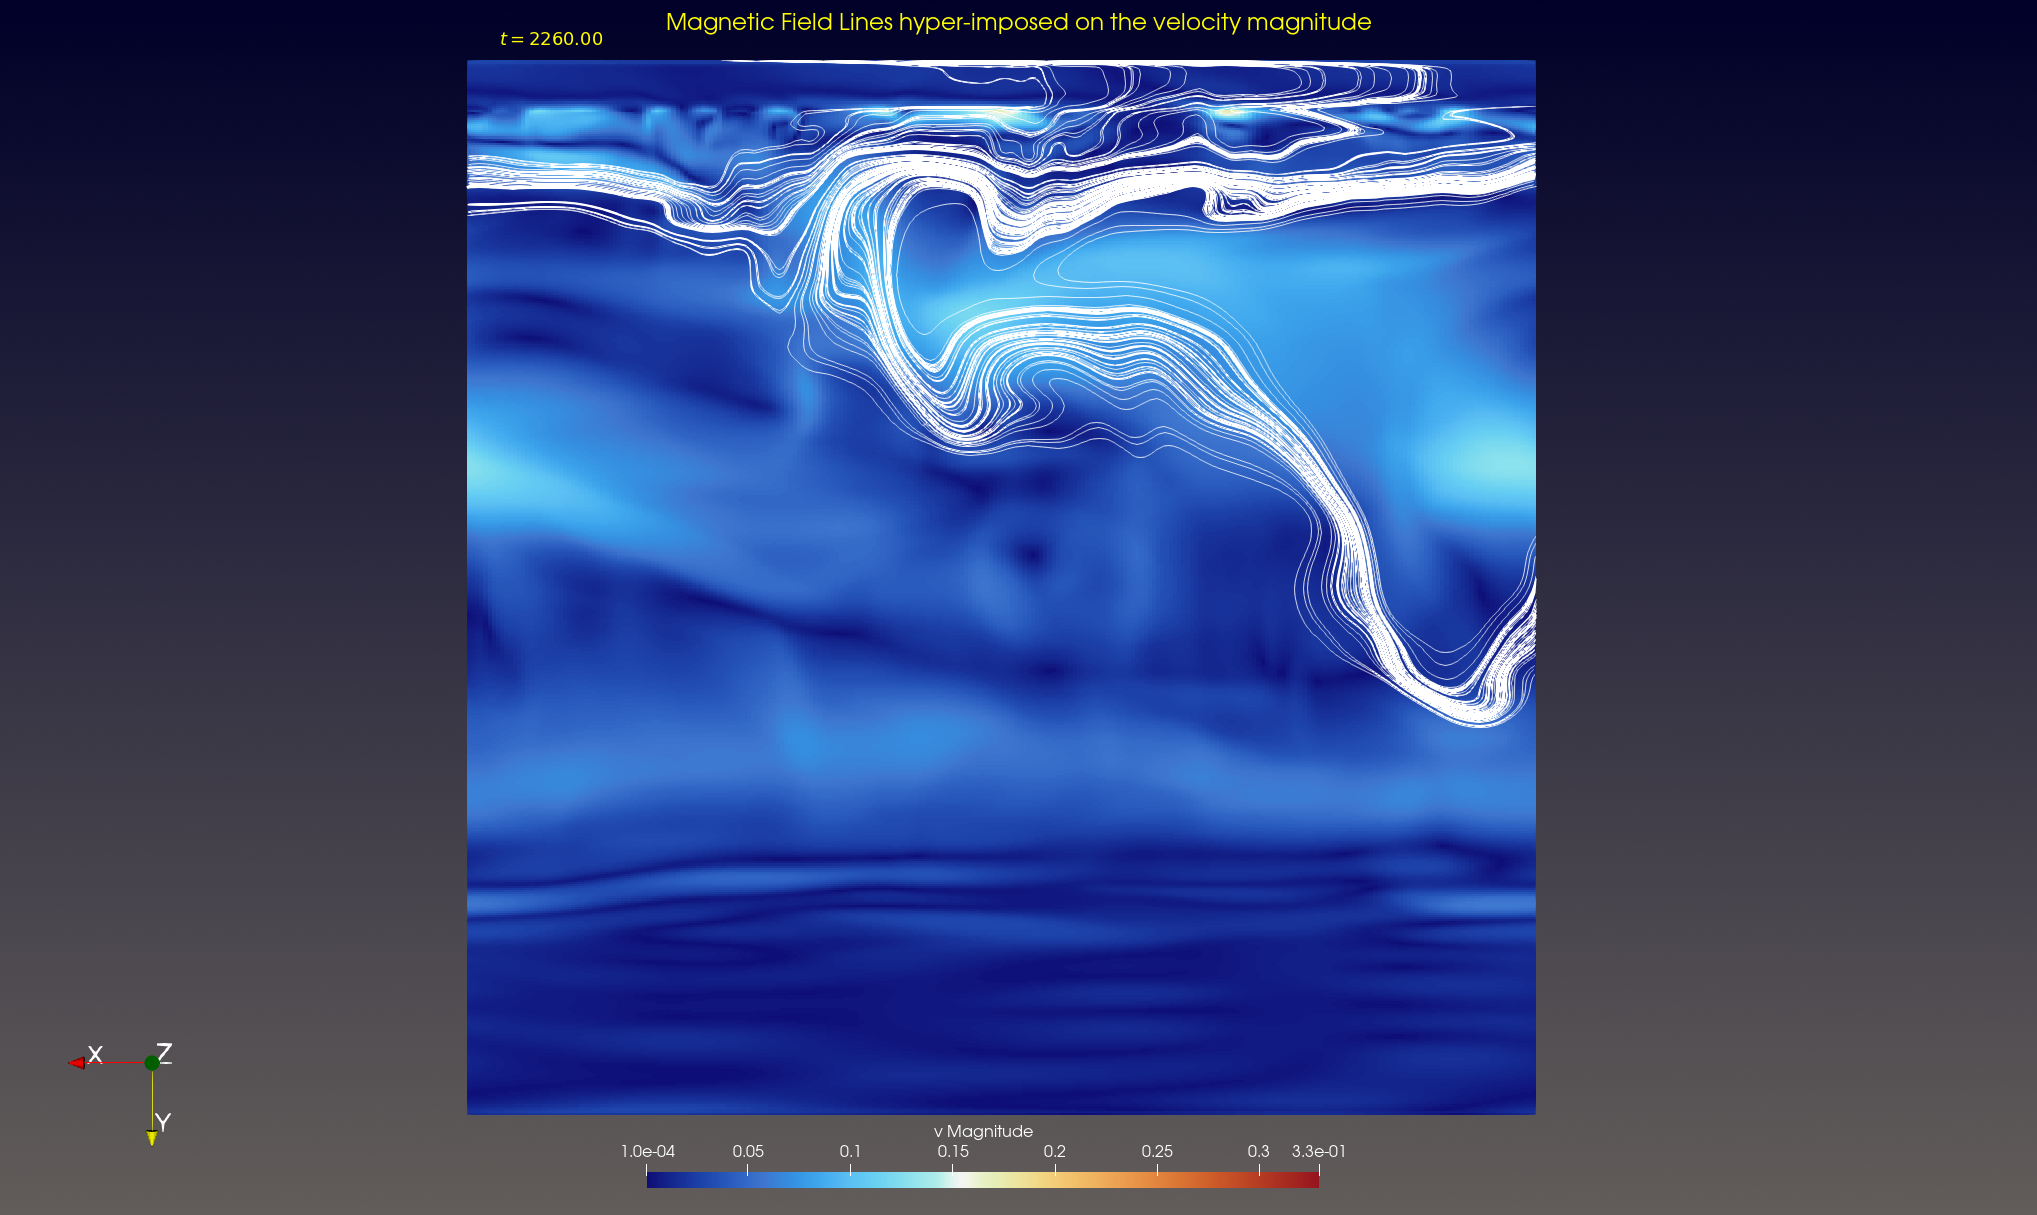 Magnetic Field Lines hyper-imposed on the velocity magnitude
t = 2260.00
X Z
Y
v Magnitude
1.0e-04 0.05 0.1 0.15 0.2 0.25 0.3 3.3e-01